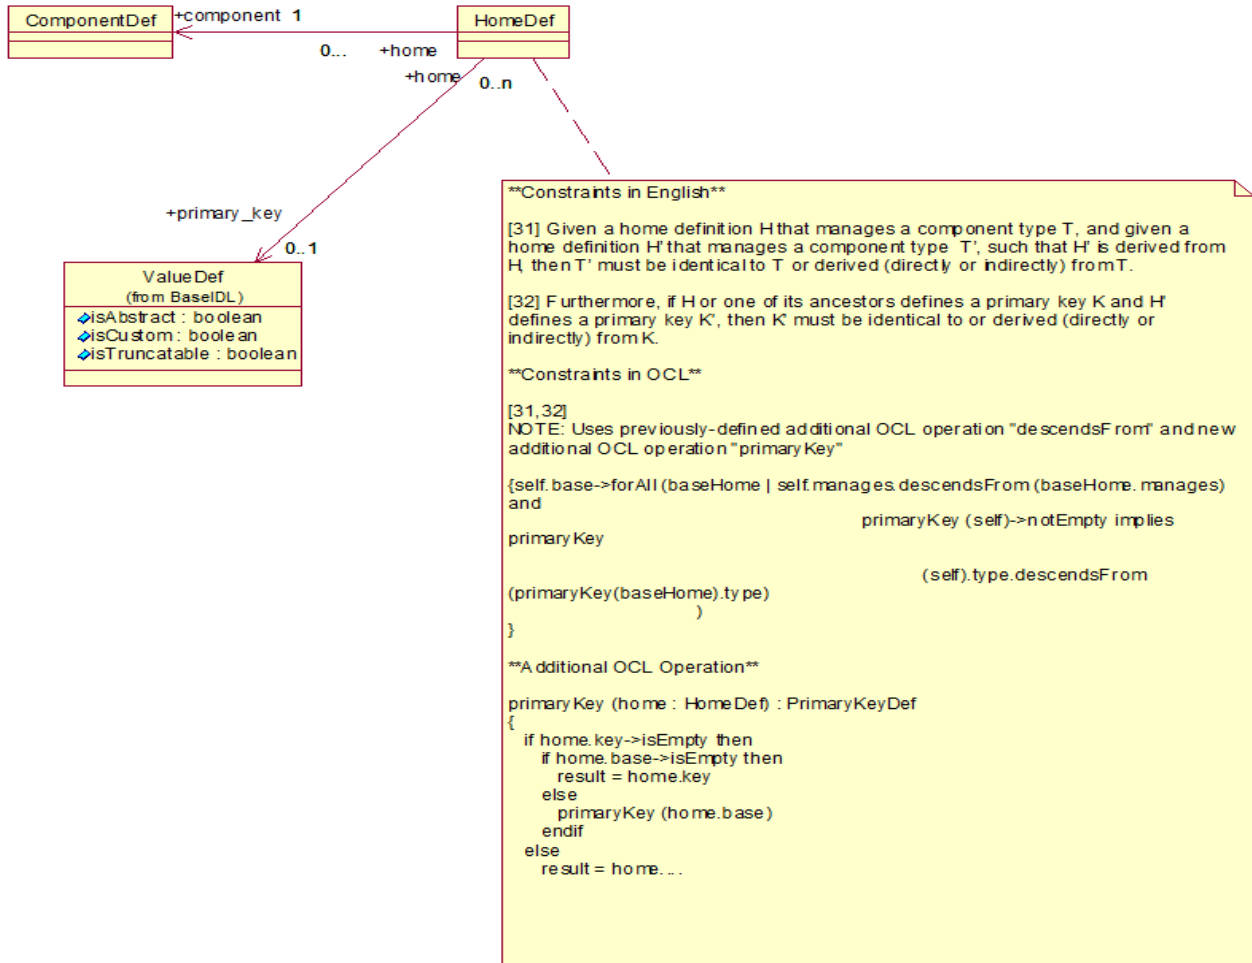 ComponentDef
+component 1
HomeDef
0... +home
+home 0..n
+primary_key
0..1
ValueDef
(from BaseIDL)
isAbstract : boolean
isCustom : boolean
isTruncatable : boolean
**Constraints in English**
[31] Given a home definition H that manages a component type T, and given a
home definition H' that manages a component type T', such that H' is derived from
H, then T' must be identical to T or derived (directly or indirectly) from T.
[32] Furthermore, if H or one of its ancestors defines a primary key K and H'
defines a primary key K', then K' must be identical to or derived (directly or
indirectly) from K.
**Constraints in OCL**
[31,32]
NOTE: Uses previously-defined additional OCL operation "descendsFrom" and new
additional OCL operation "primaryKey"
{self.base->forAll (baseHome | self.manages.descendsFrom (baseHome.manages)
and
primaryKey (self)->notEmpty implies
primaryKey
(self).type.descendsFrom
(primaryKey(baseHome).type)
)
}
**Additional OCL Operation**
primaryKey (home : HomeDef) : PrimaryKeyDef
{
if home.key->isEmpty then
if home.base->isEmpty then
result = home.key
else
primaryKey (home.base)
endif
else
result = home....